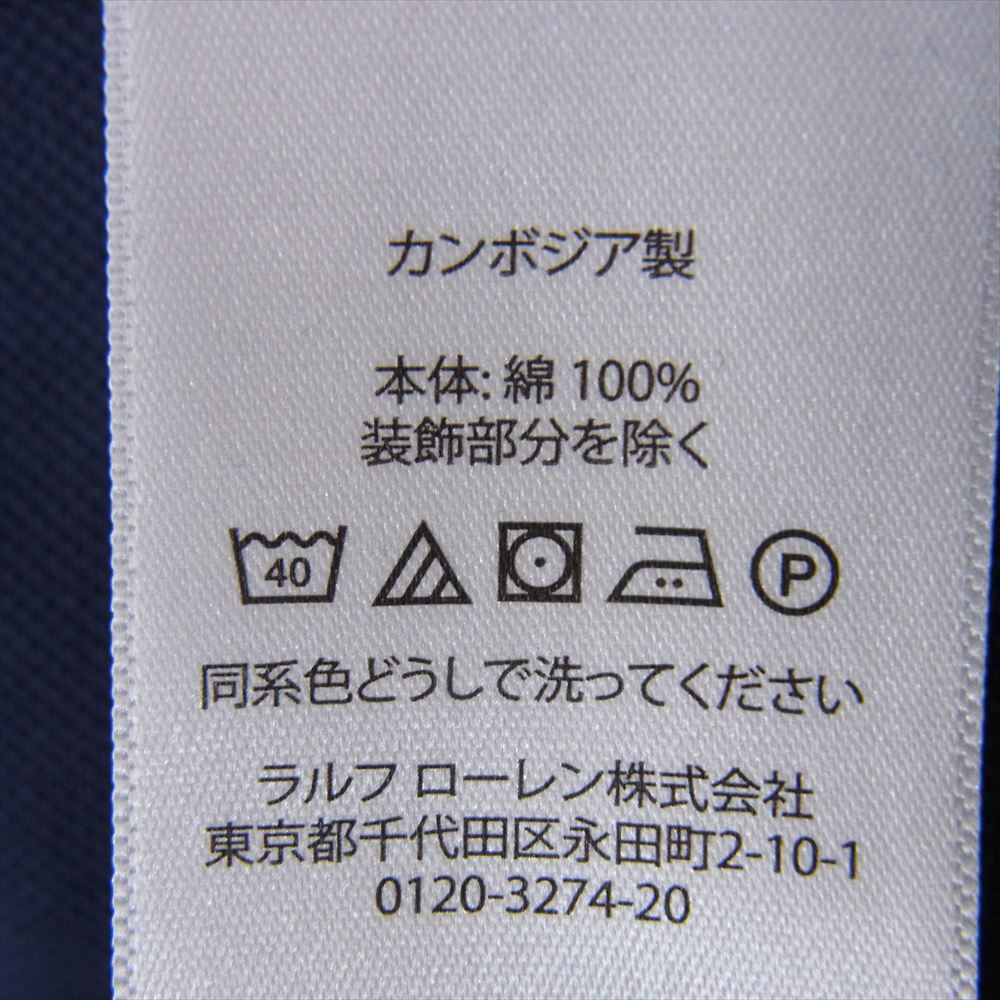 カンボジア製
本体: 綿 100%
装飾部分を除く
40 P
同系色どうしで洗ってください
ラルフ ローレン株式会社
東京都千代田区永田町2-10-1
0120-3274-20